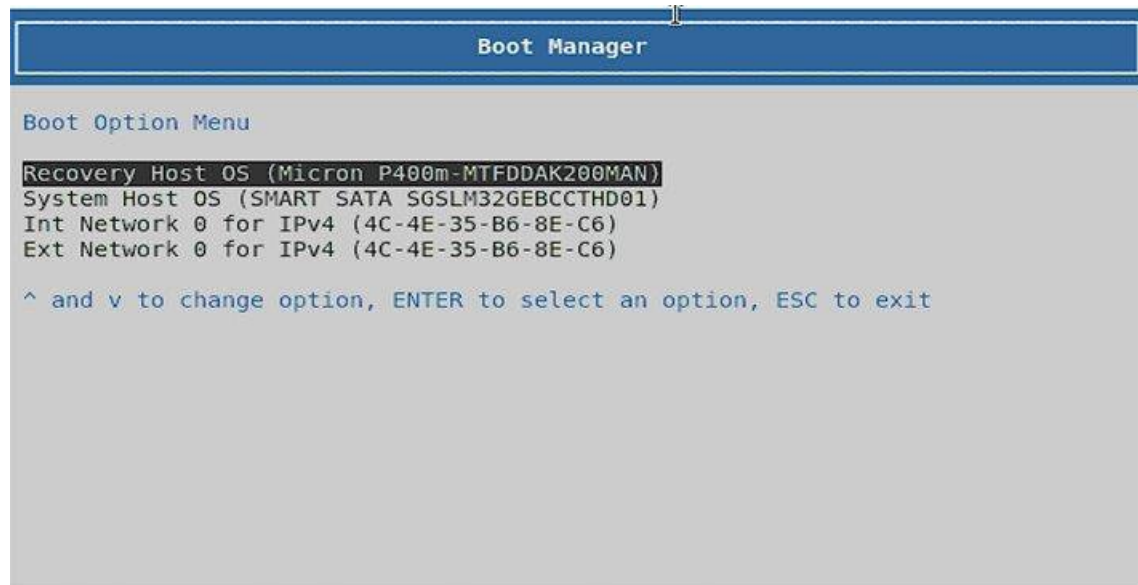 Boot Manager
Boot Option Menu
Recovery Host OS (Micron P400m-MTFDDAK200MAN)
System Host OS (SMART SATA SGSLM32GEBCCTHD01)
Int Network 0 for IPv4 (4C-4E-35-B6-8E-C6)
Ext Network 0 for IPv4 (4C-4E-35-B6-8E-C6)
^ and v to change option, ENTER to select an option, ESC to exit